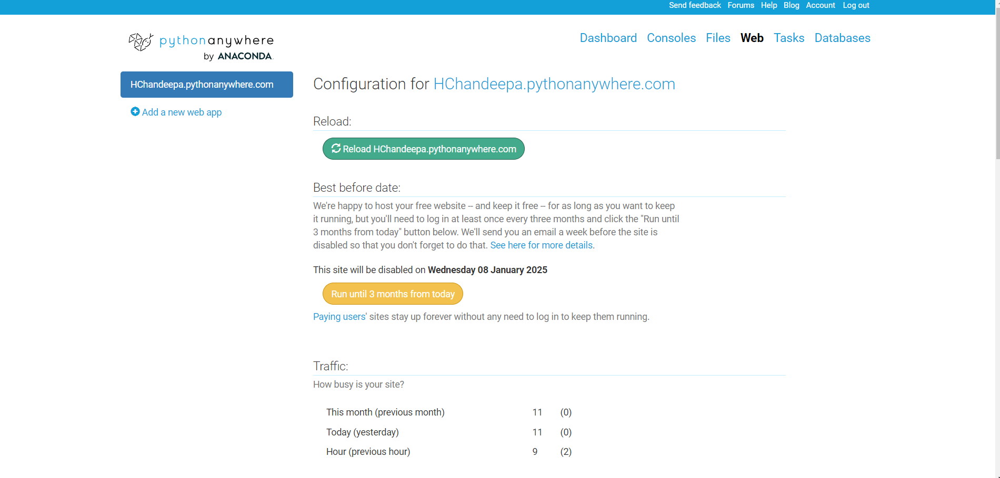 Send feedback Forums Help Blog Account Log out
pythonanywhere
by ANACONDA.
Dashboard Consoles Files Web Tasks Databases
HChandeepa.pythonanywhere.com
Add a new web app
Configuration for HChandeepa.pythonanywhere.com
Reload:
Reload HChandeepa.pythonanywhere.com
Best before date:
We're happy to host your free website -- and keep it free -- for as long as you want to keep
it running, but you'll need to log in at least once every three months and click the "Run until
3 months from today" button below. We'll send you an email a week before the site is
disabled so that you don't forget to do that. See here for more details.
This site will be disabled on Wednesday 08 January 2025
Run until 3 months from today
Paying users' sites stay up forever without any need to log in to keep them running.
Traffic:
How busy is your site?
This month (previous month) 11 (0)
Today (yesterday) 11 (0)
Hour (previous hour) 9 (2)